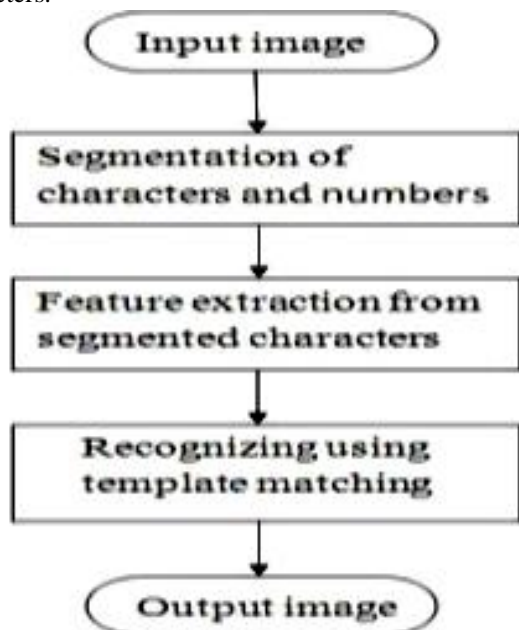 Input image
Segmentation of
characters and numbers
Feature extraction from
segmented characters
Recognizing using
template matching
Output image